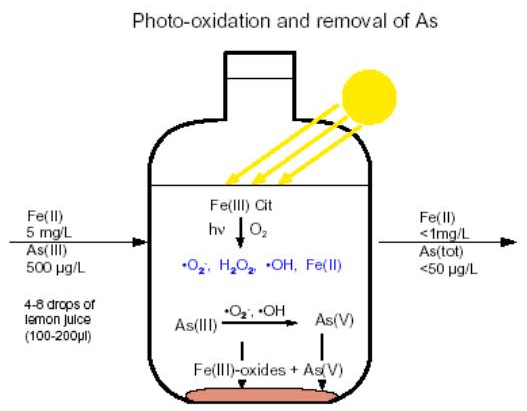 Photo-oxidation and removal of As
Fe(III) Cit
hν O₂
•O₂⁻, H₂O₂, •OH, Fe(II)
•O₂⁻, •OH
As(III) As(V)
Fe(III)-oxides + As(V)
Fe(II)
5 mg/L
As(III)
500 µg/L
4-8 drops of
lemon juice
(100-200µl)
Fe(II)
<1mg/L
As(tot)
<50 µg/L